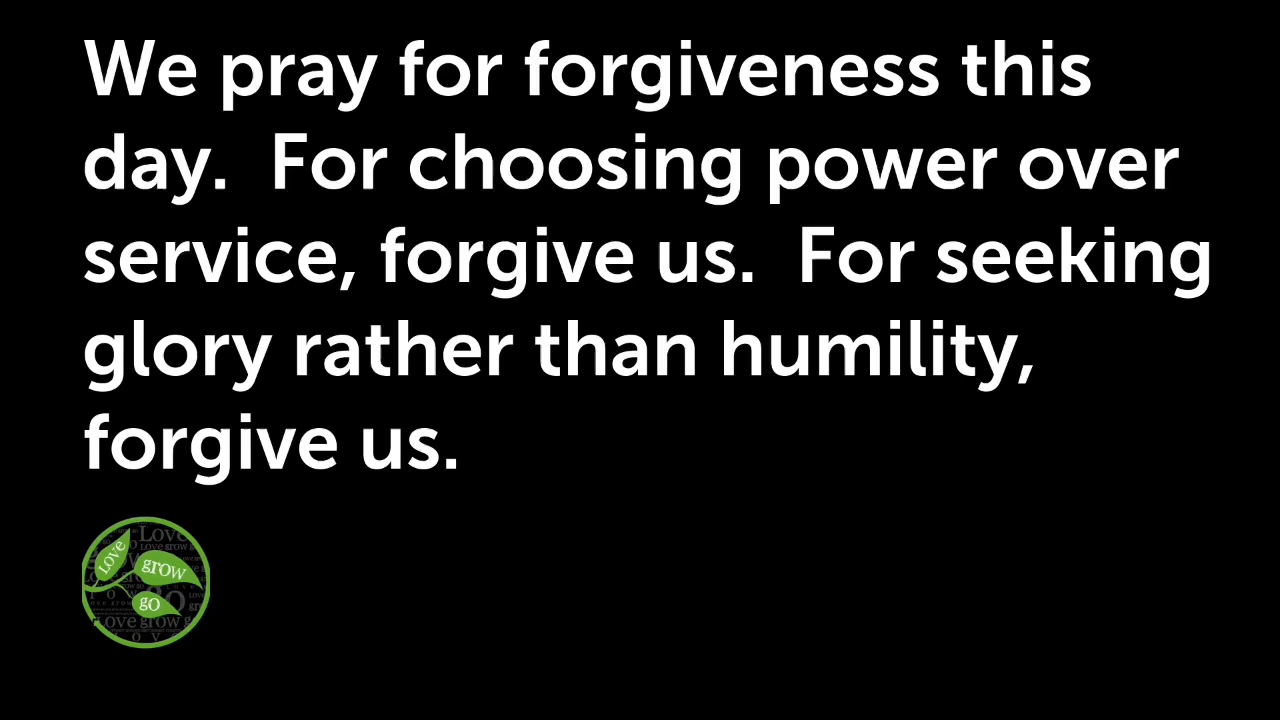 We pray for forgiveness this
day.  For choosing power over
service, forgive us.  For seeking
glory rather than humility,
forgive us.
Love
grow
go